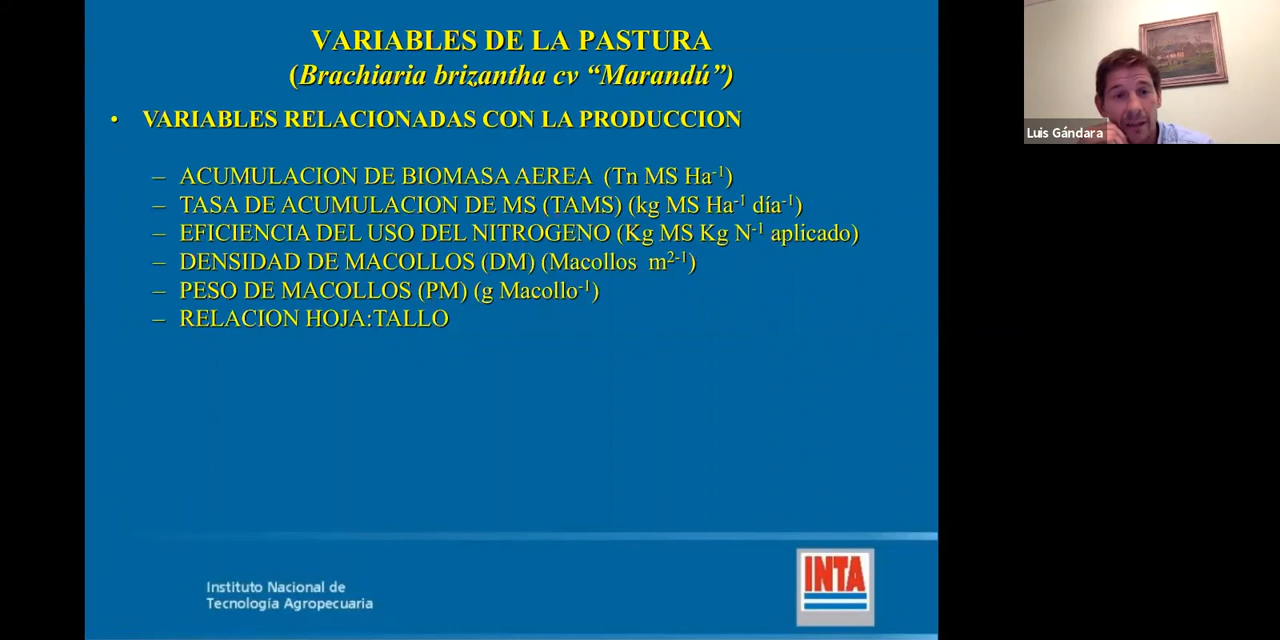 VARIABLES DE LA PASTURA
(Brachiaria brizantha cv “Marandú”)
• VARIABLES RELACIONADAS CON LA PRODUCCION
– ACUMULACION DE BIOMASA AEREA (Tn MS Ha⁻¹)
– TASA DE ACUMULACION DE MS (TAMS) (kg MS Ha⁻¹ día⁻¹)
– EFICIENCIA DEL USO DEL NITROGENO (Kg MS Kg N⁻¹ aplicado)
– DENSIDAD DE MACOLLOS (DM) (Macollos m²⁻¹)
– PESO DE MACOLLOS (PM) (g Macollo⁻¹)
– RELACION HOJA:TALLO
Instituto Nacional de
Tecnología Agropecuaria
INTA
Luis Gándara